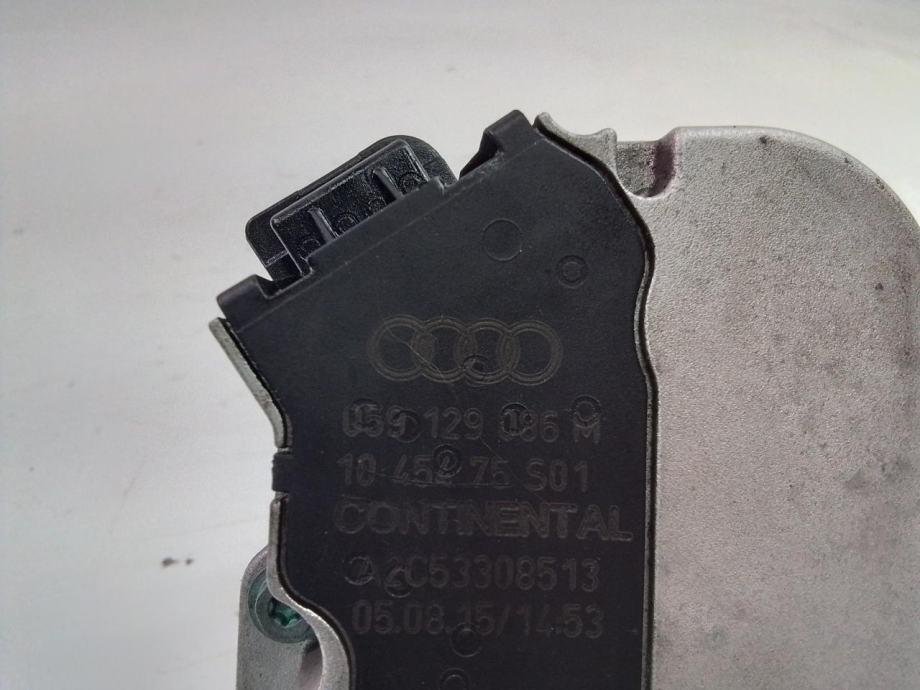 059 129 086 M
10 452 75 S01
CONTINENTAL
A2C53308513
05.08.15/14:53